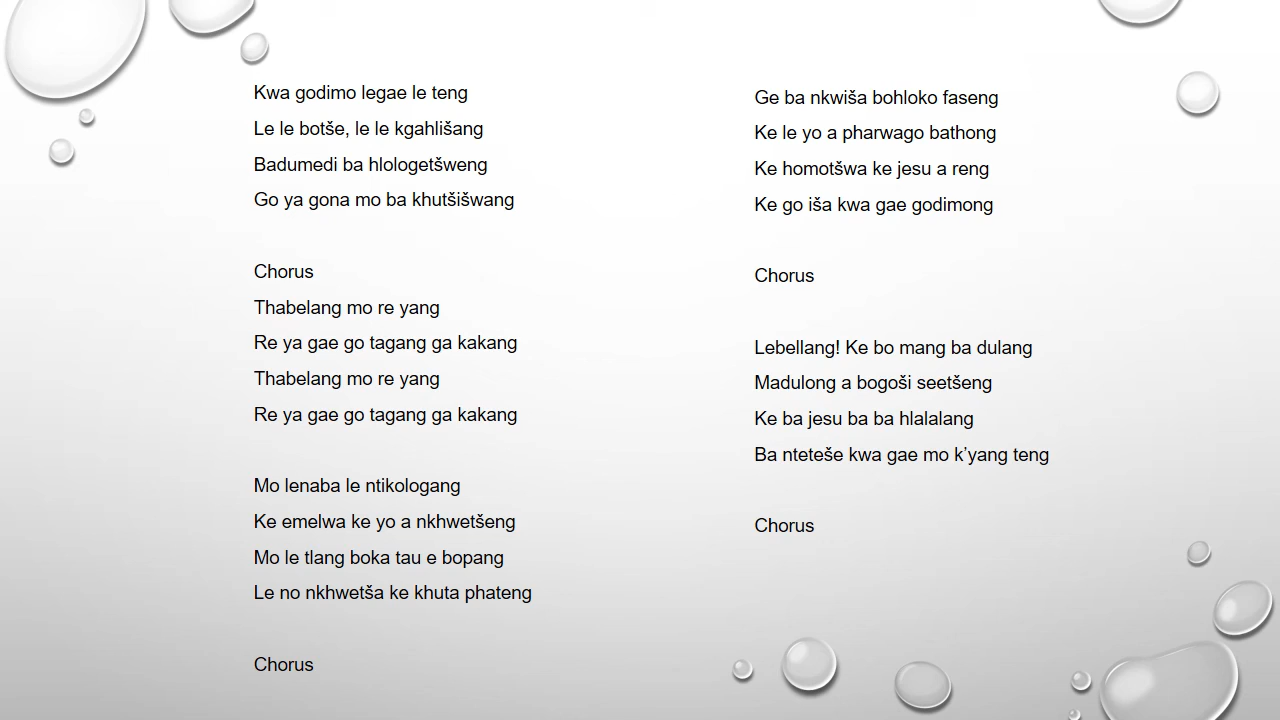 Kwa godimo legae le teng
Le le botše, le le kgahlišang
Badumedi ba hlologetšweng
Go ya gona mo ba khutšišwang
Chorus
Thabelang mo re yang
Re ya gae go tagang ga kakang
Thabelang mo re yang
Re ya gae go tagang ga kakang
Mo lenaba le ntikologang
Ke emelwa ke yo a nkhwetšeng
Mo le tlang boka tau e bopang
Le no nkhwetša ke khuta phateng
Chorus
Ge ba nkwiša bohloko faseng
Ke le yo a pharwago bathong
Ke homotšwa ke jesu a reng
Ke go iša kwa gae godimong
Chorus
Lebellang! Ke bo mang ba dulang
Madulong a bogoši seetšeng
Ke ba jesu ba ba hlalalang
Ba nteteše kwa gae mo k’yang teng
Chorus